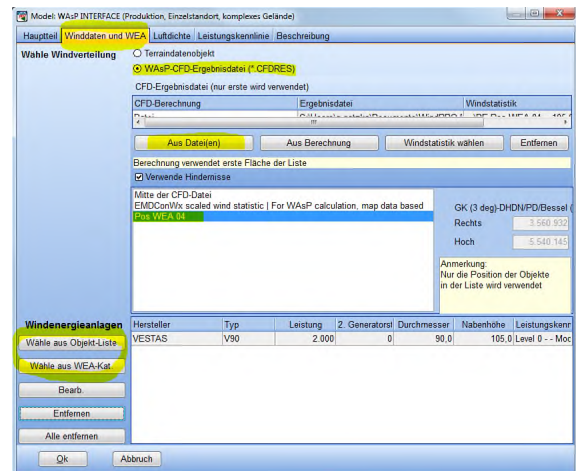 Model: WAsP INTERFACE (Produktion, Einzelstandort, komplexes Gelände)
Hauptteil Winddaten und WEA Luftdichte Leistungskennlinie Beschreibung
Wähle Windverteilung
Terraindatenobjekt
WAsP-CFD-Ergebnisdatei (*.CFDRES)
CFD-Ergebnisdatei (nur erste wird verwendet)
CFD-Berechnung Ergebnisdatei Windstatistik
Aus Datei(en) Aus Berechnung Windstatistik wählen Entfernen
Berechnung verwendet erste Fläche der Liste
Verwende Hindernisse
Mitte der CFD-Datei
EMDConWx scaled wind statistic | For WAsP calculation, map data based
Pos WEA 04
GK (3 deg)-DHDN/PD/Bessel (
Rechts 3.560.932
Hoch 5.540.145
Anmerkung:
Nur die Position der Objekte
in der Liste wird verwendet
Windenergieanlagen
Hersteller Typ Leistung 2. Generatorst Durchmesser Nabenhöhe Leistungskenn
VESTAS V90 2.000 0 90,0 105,0 Level 0 - - Moc
Wähle aus Objekt-Liste
Wähle aus WEA-Kat.
Bearb.
Entfernen
Alle entfernen
Ok Abbruch